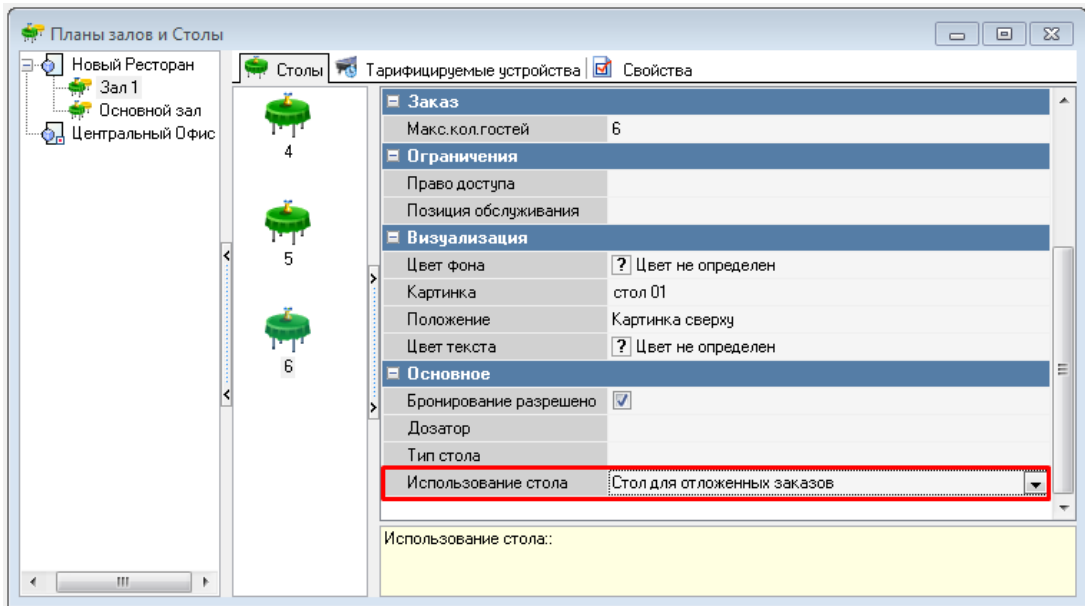 Планы залов и Столы
Новый Ресторан
Зал 1
Основной зал
Центральный Офис
Столы Тарифицируемые устройства Свойства
4
5
6
Заказ
Макс.кол.гостей 6
Ограничения
Право доступа
Позиция обслуживания
Визуализация
Цвет фона ? Цвет не определен
Картинка стол 01
Положение Картинка сверху
Цвет текста ? Цвет не определен
Основное
Бронирование разрешено
Дозатор
Тип стола
Использование стола Стол для отложенных заказов
Использование стола::